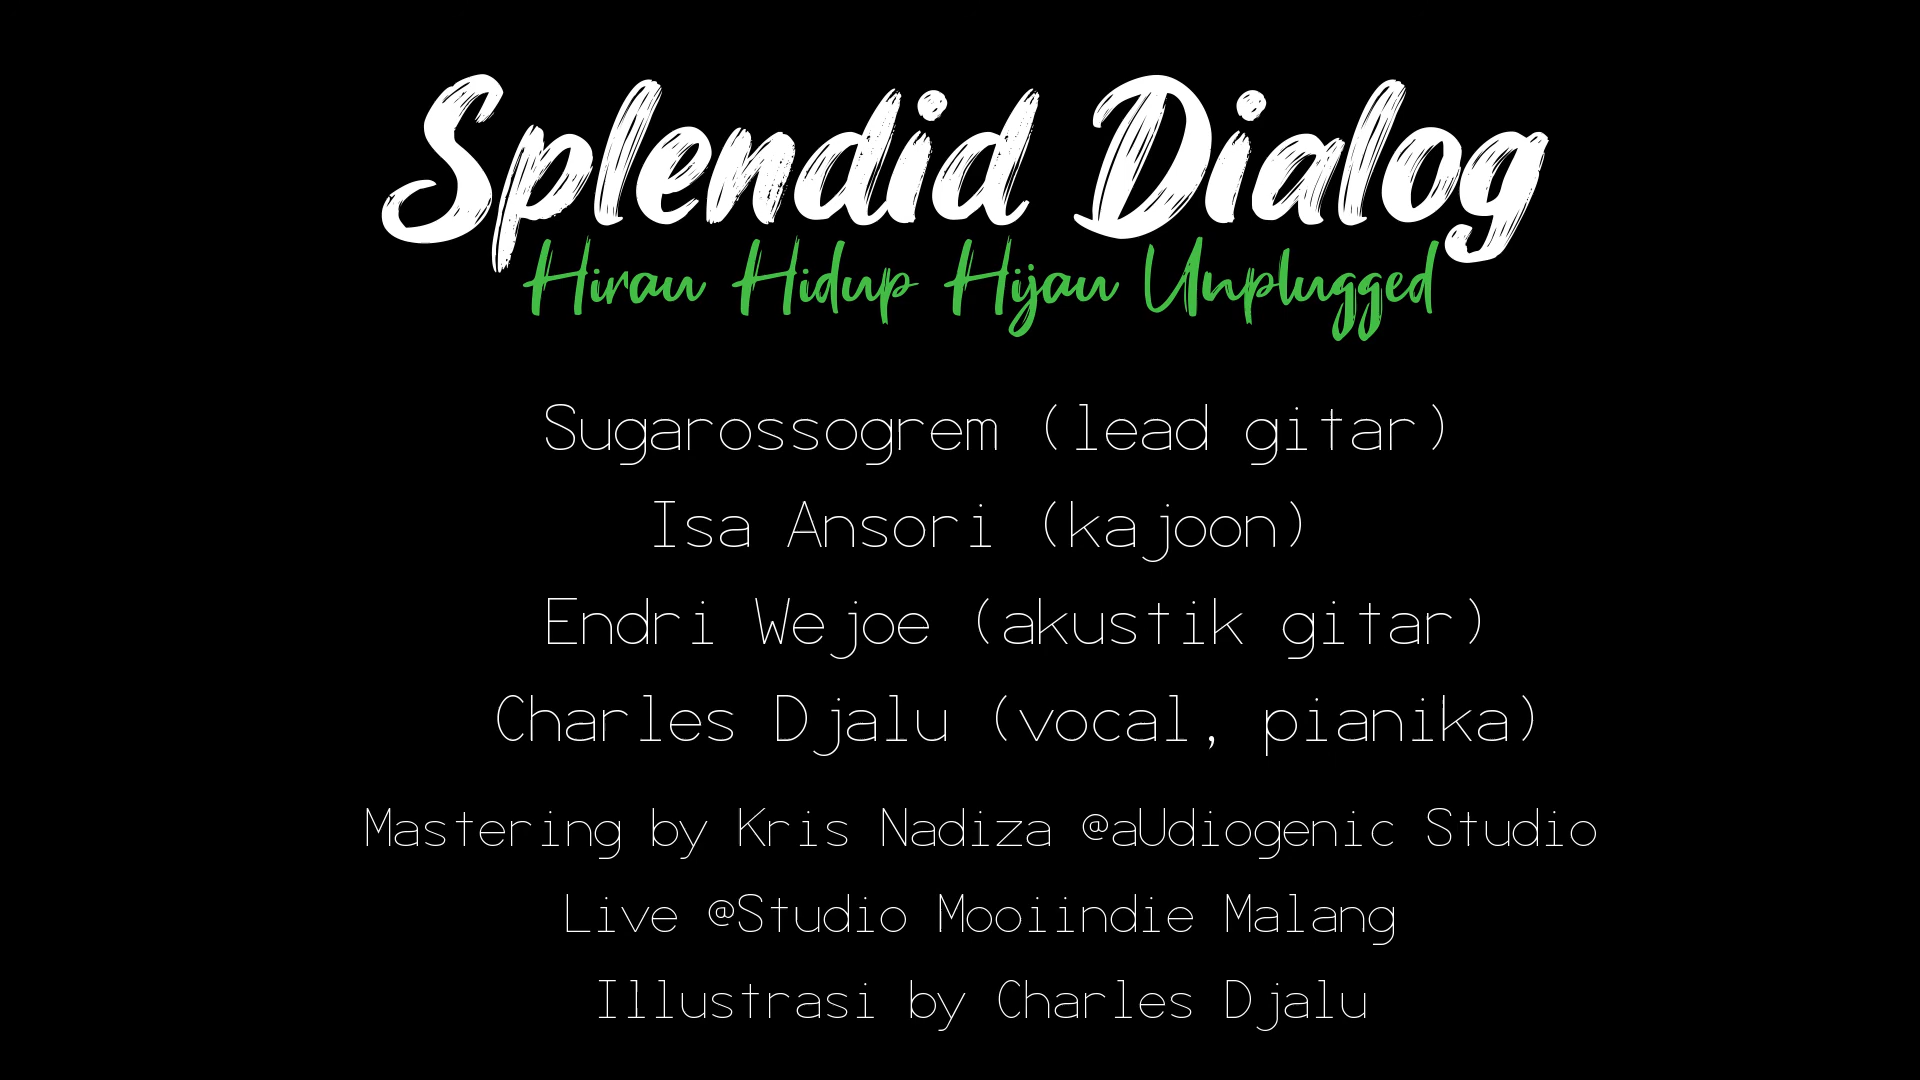 Splendid Dialog
Hirau Hidup Hijau Unplugged
Sugarossogrem (lead gitar)
Isa Ansori (kajoon)
Endri Wejoe (akustik gitar)
Charles Djalu (vocal, pianika)
Mastering by Kris Nadiza @aUdiogenic Studio
Live @Studio Mooiindie Malang
Illustrasi by Charles Djalu